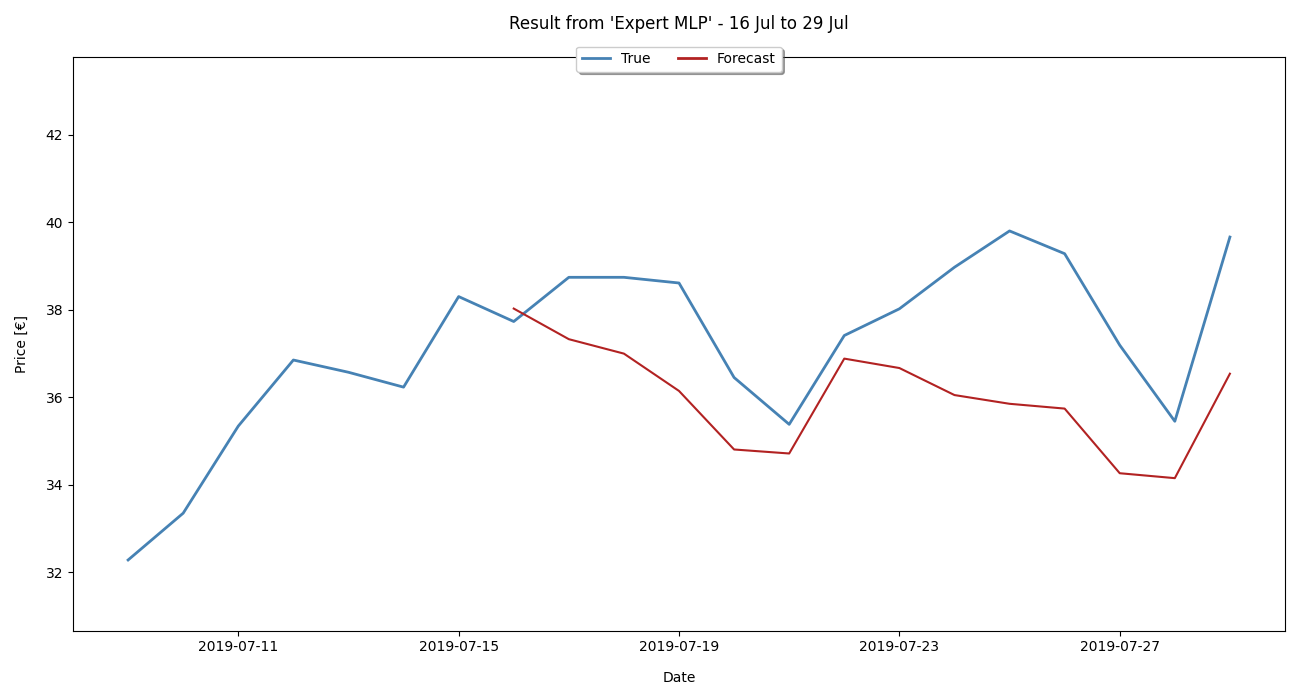 Result from 'Expert MLP' - 16 Jul to 29 Jul
True
Forecast
Price [€]
42
40
38
36
34
32
2019-07-11
2019-07-15
2019-07-19
2019-07-23
2019-07-27
Date